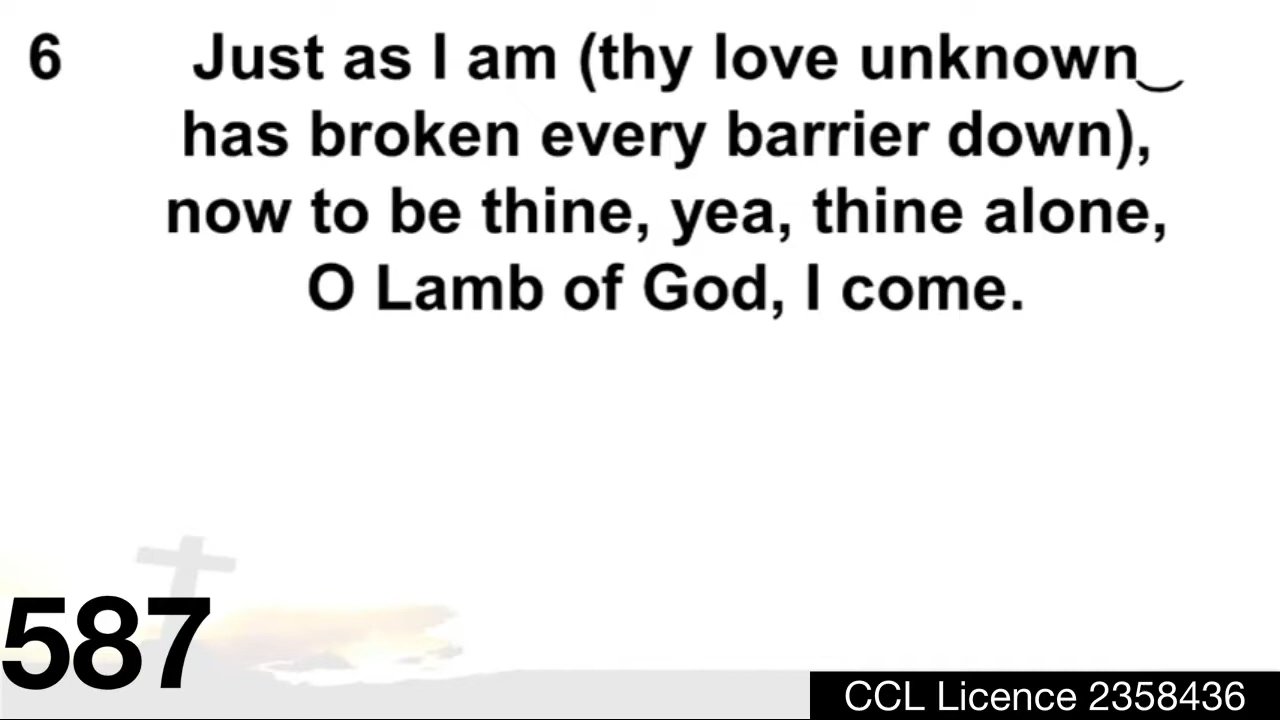 6 Just as I am (thy love unknown‿
has broken every barrier down),
now to be thine, yea, thine alone,
O Lamb of God, I come.
587
CCL Licence 2358436